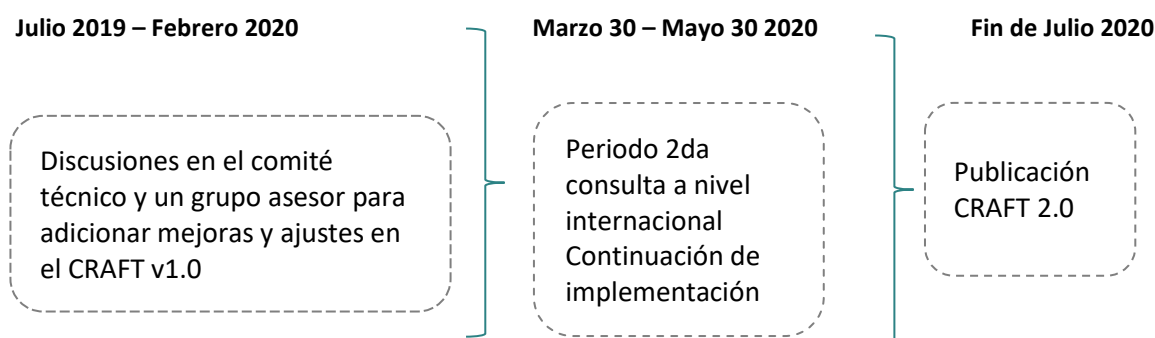 Julio 2019 – Febrero 2020
Discusiones en el comité
técnico y un grupo asesor para
adicionar mejoras y ajustes en
el CRAFT v1.0
Marzo 30 – Mayo 30 2020
Periodo 2da
consulta a nivel
internacional
Continuación de
implementación
Fin de Julio 2020
Publicación
CRAFT 2.0